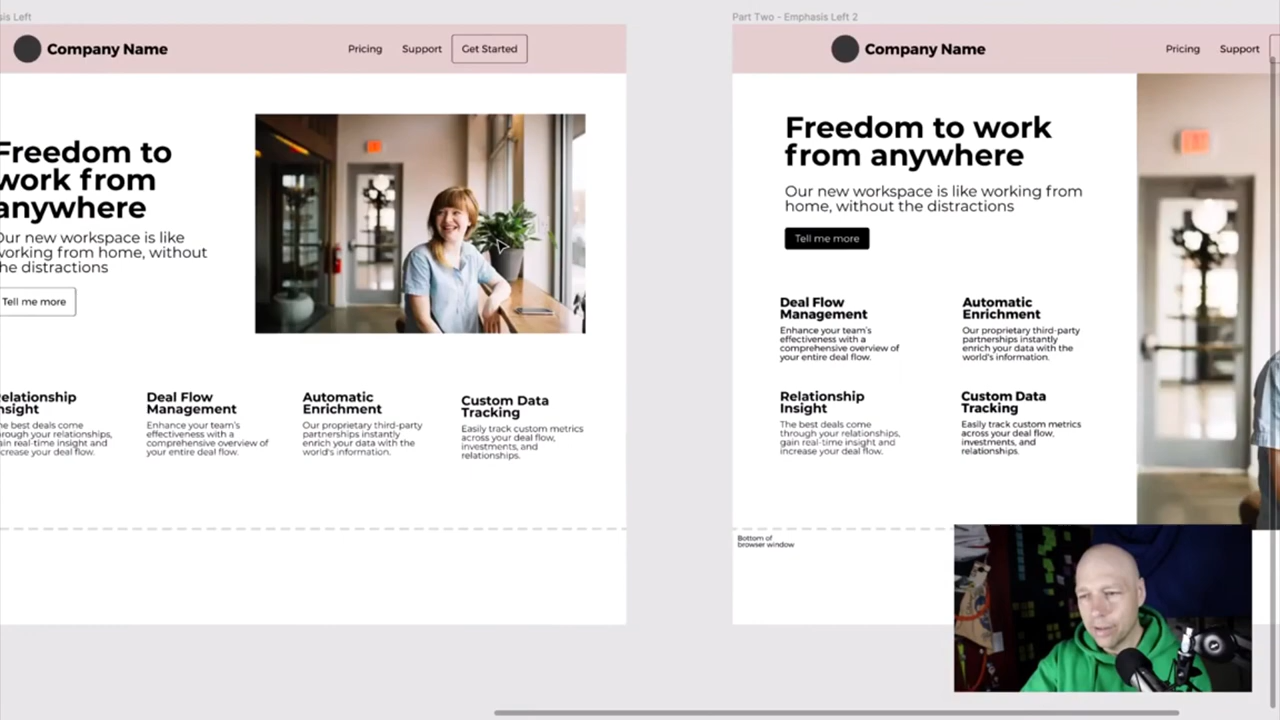 sis Left
Company Name
Pricing
Support
Get Started
Freedom to
work from
anywhere
Our new workspace is like
working from home, without
the distractions
Tell me more
Relationship
Insight
The best deals come
through your relationships,
gain real-time insight and
increase your deal flow.
Deal Flow
Management
Enhance your team's
effectiveness with a
comprehensive overview of
your entire deal flow.
Automatic
Enrichment
Our proprietary third-party
partnerships instantly
enrich your data with the
world's information.
Custom Data
Tracking
Easily track custom metrics
across your deal flow,
investments, and
relationships.
Part Two - Emphasis Left 2
Company Name
Pricing
Support
Freedom to work
from anywhere
Our new workspace is like working from
home, without the distractions
Tell me more
Deal Flow
Management
Enhance your team's
effectiveness with a
comprehensive overview of
your entire deal flow.
Automatic
Enrichment
Our proprietary third-party
partnerships instantly
enrich your data with the
world's information.
Relationship
Insight
The best deals come
through your relationships,
gain real-time insight and
increase your deal flow.
Custom Data
Tracking
Easily track custom metrics
across your deal flow,
investments, and
relationships.
Bottom of
browser window